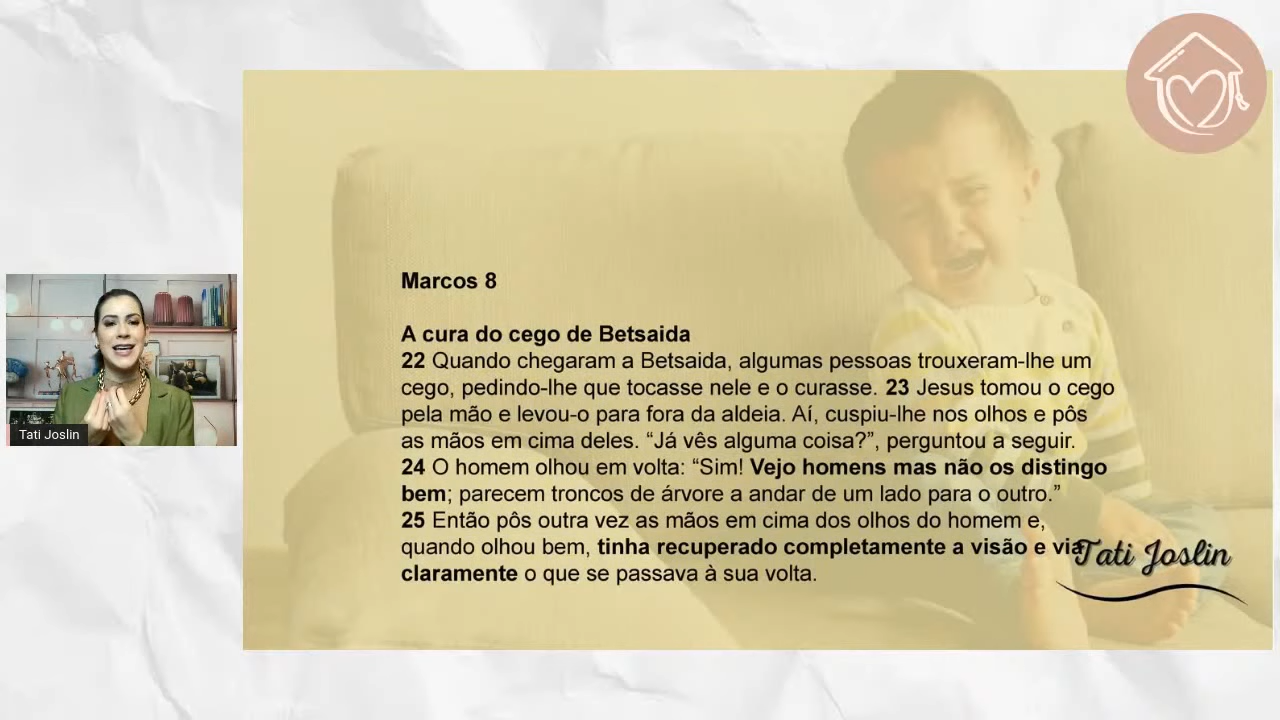 Marcos 8
A cura do cego de Betsaida
22 Quando chegaram a Betsaida, algumas pessoas trouxeram-lhe um
cego, pedindo-lhe que tocasse nele e o curasse. 23 Jesus tomou o cego
pela mão e levou-o para fora da aldeia. Aí, cuspiu-lhe nos olhos e pôs
as mãos em cima deles. “Já vês alguma coisa?”, perguntou a seguir.
24 O homem olhou em volta: “Sim! Vejo homens mas não os distingo
bem; parecem troncos de árvore a andar de um lado para o outro.”
25 Então pôs outra vez as mãos em cima dos olhos do homem e,
quando olhou bem, tinha recuperado completamente a visão e via
claramente o que se passava à sua volta.
Tati Joslin
Tati Joslin